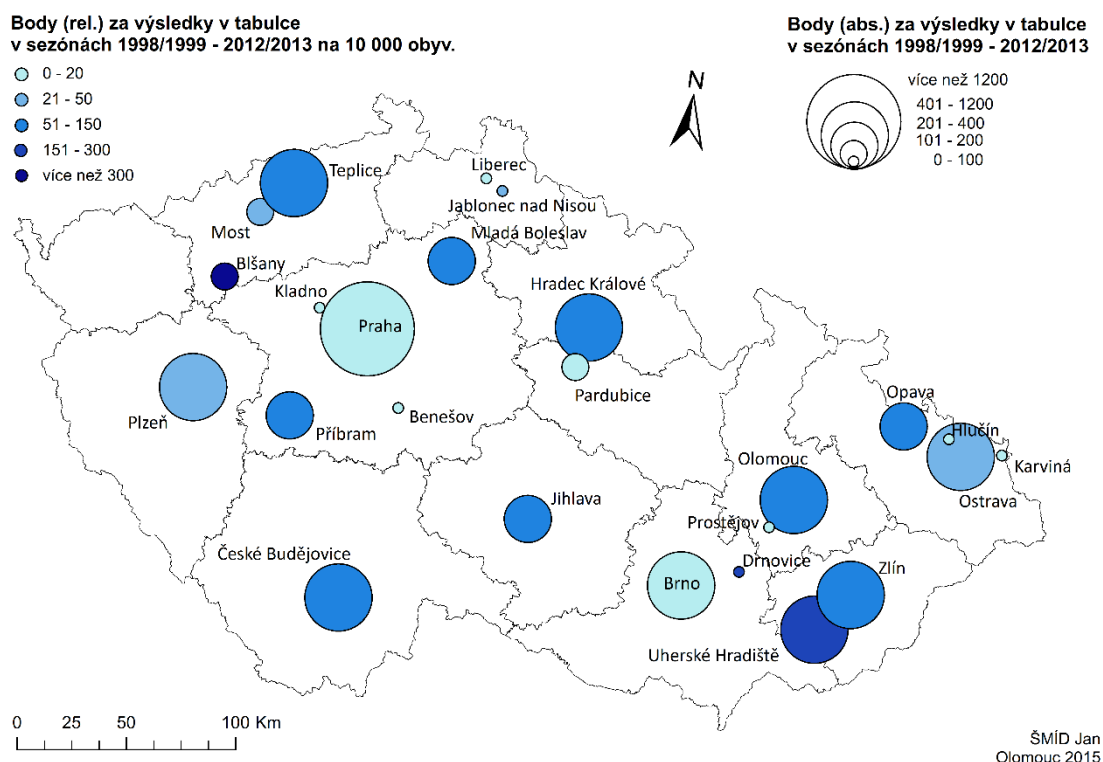 Body (rel.) za výsledky v tabulce
v sezónách 1998/1999 - 2012/2013 na 10 000 obyv.
0 - 20
21 - 50
51 - 150
151 - 300
více než 300
Body (abs.) za výsledky v tabulce
v sezónách 1998/1999 - 2012/2013
více než 1200
401 - 1200
201 - 400
101 - 200
0 - 100
N
Teplice
Liberec
Jablonec nad Nisou
Most
Mladá Boleslav
Blšany
Kladno
Hradec Králové
Praha
Pardubice
Opava
Plzeň
Příbram
Benešov
Hlučín
Karviná
Olomouc
Ostrava
Jihlava
Prostějov
České Budějovice
Drnovice
Zlín
Brno
Uherské Hradiště
0 25 50 100 Km
ŠMÍD Jan
Olomouc 2015